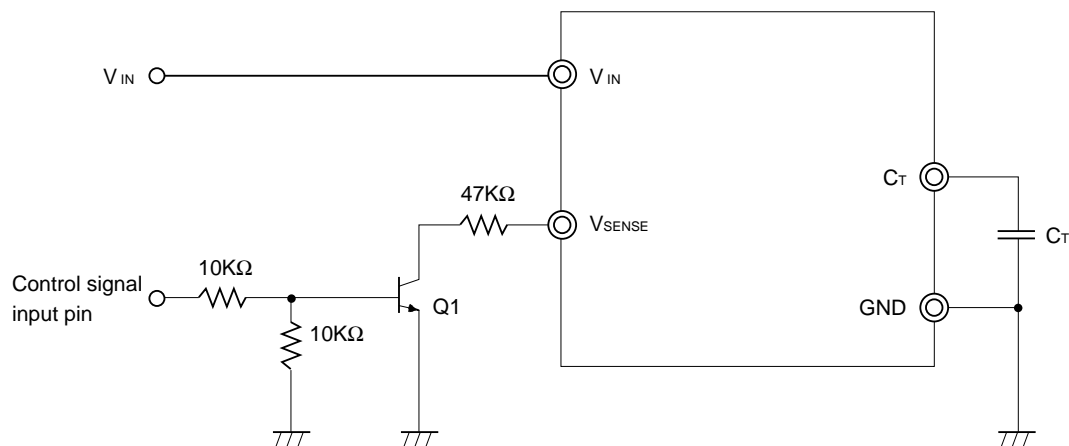 V IN
V IN
CT
47KΩ
VSENSE
CT
10KΩ
Control signal
input pin
Q1
GND
10KΩ